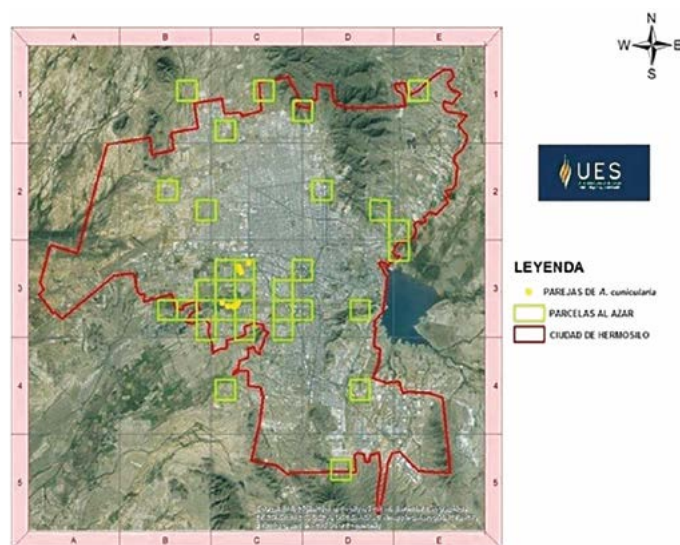 A B C D E
N
W E
S
1 1
UES
2 2
LEYENDA
PAREJAS DE A. cunicularia
3 3
PARCELAS AL AZAR
CIUDAD DE HERMOSILO
4 4
5 5
A B C D E